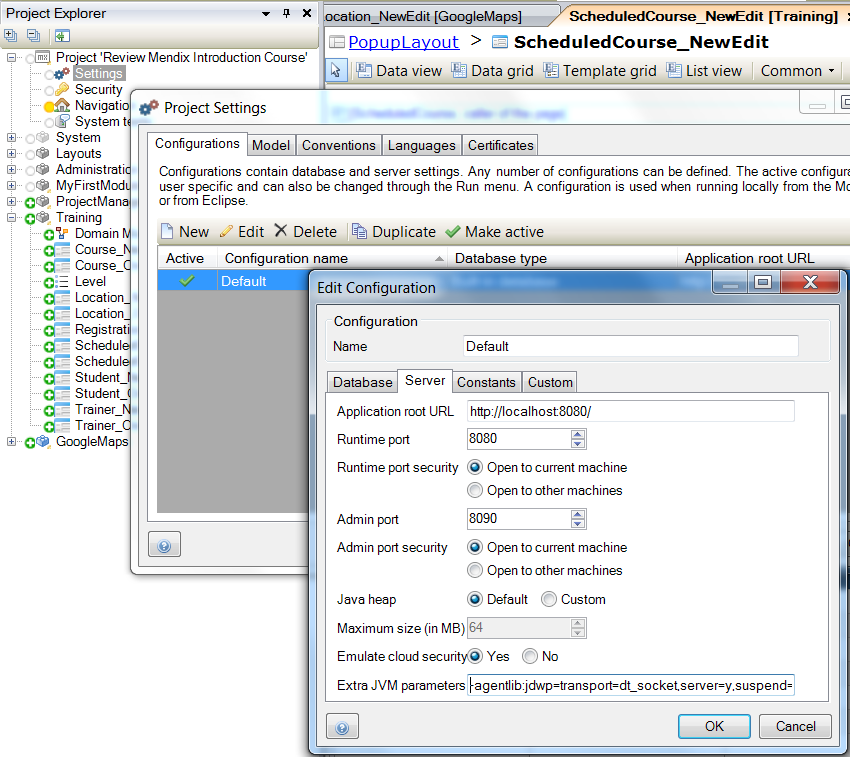 Project Explorer
Project 'Review Mendix Introduction Course'
Settings
Security
Navigatio
System te
System
Layouts
Administratio
MyFirstModu
ProjectMana
Training
Domain M
Course_N
Course_O
Level
Location_
Location_
Registrati
Schedule
Schedule
Student_N
Student_O
Trainer_N
Trainer_O
GoogleMaps
ocation_NewEdit [GoogleMaps]
ScheduledCourse_NewEdit [Training]
PopupLayout > ScheduledCourse_NewEdit
Data view
Data grid
Template grid
List view
Common
Project Settings
Configurations
Model
Conventions
Languages
Certificates
Configurations contain database and server settings. Any number of configurations can be defined. The active configura
user specific and can also be changed through the Run menu. A configuration is used when running locally from the Mo
or from Eclipse.
New
Edit
Delete
Duplicate
Make active
Active
Configuration name
Database type
Application root URL
Default
Edit Configuration
Configuration
Name
Default
Database
Server
Constants
Custom
Application root URL http://localhost:8080/
Runtime port 8080
Runtime port security Open to current machine
Open to other machines
Admin port 8090
Admin port security Open to current machine
Open to other machines
Java heap Default Custom
Maximum size (in MB) 64
Emulate cloud security Yes No
Extra JVM parameters -agentlib:jdwp=transport=dt_socket,server=y,suspend=
OK
Cancel